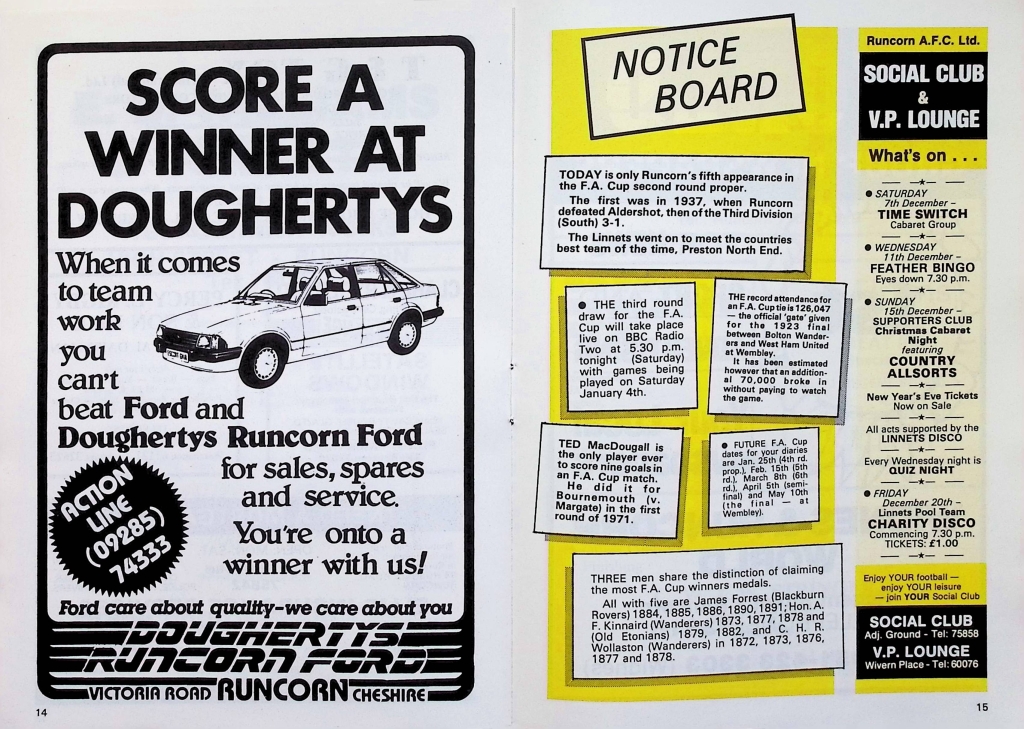 SCORE A
WINNER AT
DOUGHERTYS
When it comes
to team
work
you
can't
beat Ford and
Doughertys Runcorn Ford
for sales, spares
and service.
You're onto a
winner with us!
ACTION
LINE
(09285)
74333
Ford care about quality-we care about you
DOUGHERTYS
RUNCORN FORD
VICTORIA ROAD RUNCORN CHESHIRE
14
NOTICE
BOARD
TODAY is only Runcorn's fifth appearance in
the F.A. Cup second round proper.
The first was in 1937, when Runcorn
defeated Aldershot, then of the Third Division
(South) 3-1.
The Linnets went on to meet the countries
best team of the time, Preston North End.
● THE third round
draw for the F.A.
Cup will take place
live on BBC Radio
Two at 5.30 p.m.
tonight (Saturday)
with games being
played on Saturday
January 4th.
THE record attendance for
an F.A. Cup tie is 126,047
— the official 'gate' given
for the 1923 final
between Bolton Wander-
ers and West Ham United
at Wembley.
It has been estimated
however that an addition-
al 70,000 broke in
without paying to watch
the game.
TED MacDougall is
the only player ever
to score nine goals in
an F.A. Cup match.
He did it for
Bournemouth (v.
Margate) in the first
round of 1971.
● FUTURE F.A. Cup
dates for your diaries
are Jan. 25th (4th rd.
prop.), Feb. 15th (5th
rd.), March 8th (6th
rd.), April 5th (semi-
final) and May 10th
(the final — at
Wembley).
THREE men share the distinction of claiming
the most F.A. Cup winners medals.
All with five are James Forrest (Blackburn
Rovers) 1884, 1885, 1886, 1890, 1891; Hon. A.
F. Kinnaird (Wanderers) 1873, 1877, 1878 and
(Old Etonians) 1879, 1882, and C. H. R.
Wollaston (Wanderers) in 1872, 1873, 1876,
1877 and 1878.
Runcorn A.F.C. Ltd.
SOCIAL CLUB
&
V.P. LOUNGE
What's on . . .
● SATURDAY
7th December –
TIME SWITCH
Cabaret Group
● WEDNESDAY
11th December –
FEATHER BINGO
Eyes down 7.30 p.m.
● SUNDAY
15th December –
SUPPORTERS CLUB
Christmas Cabaret
Night
featuring
COUNTRY
ALLSORTS
New Year's Eve Tickets
Now on Sale
All acts supported by the
LINNETS DISCO
Every Wednesday night is
QUIZ NIGHT
● FRIDAY
December 20th –
Linnets Pool Team
CHARITY DISCO
Commencing 7.30 p.m.
TICKETS: £1.00
Enjoy YOUR football —
enjoy YOUR leisure
— join YOUR Social Club
SOCIAL CLUB
Adj. Ground - Tel: 75858
V.P. LOUNGE
Wivern Place - Tel: 60076
15